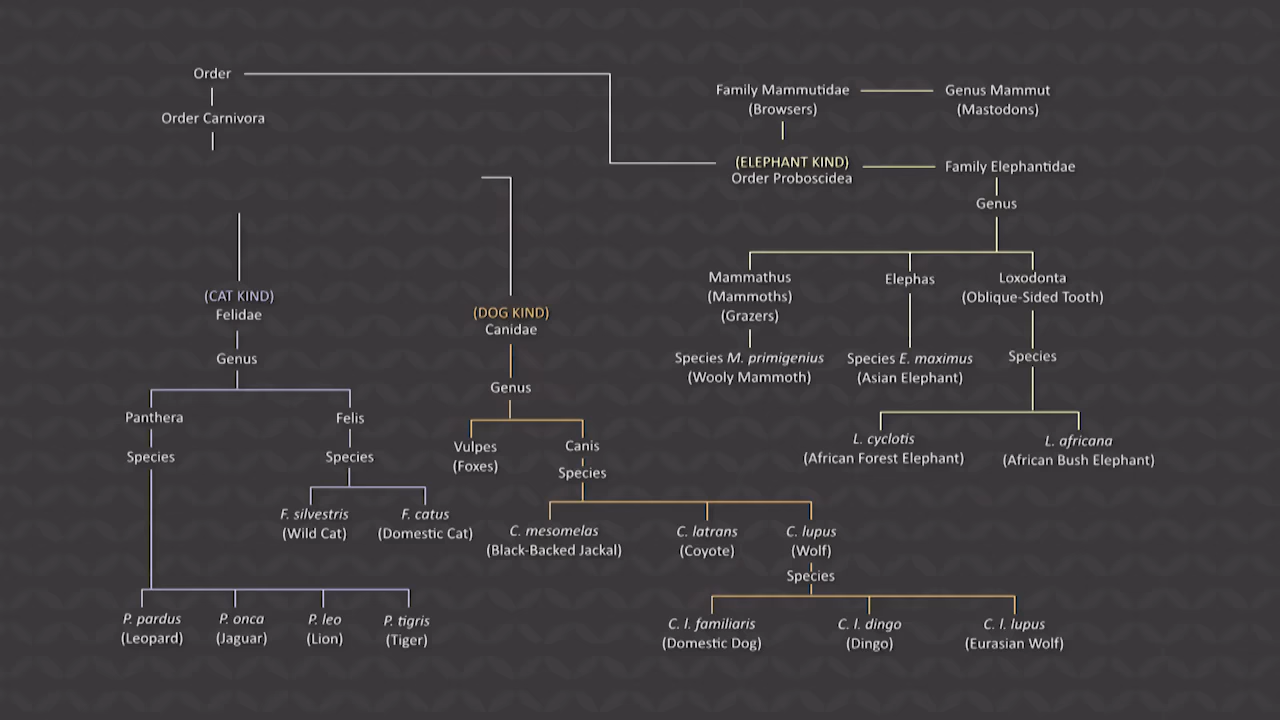 Order
Order Carnivora
Family Mammutidae
(Browsers)
Genus Mammut
(Mastodons)
(ELEPHANT KIND)
Order Proboscidea
Family Elephantidae
Genus
Mammathus
(Mammoths)
(Grazers)
Elephas
Loxodonta
(Oblique-Sided Tooth)
Species M. primigenius
(Wooly Mammoth)
Species E. maximus
(Asian Elephant)
Species
L. cyclotis
(African Forest Elephant)
L. africana
(African Bush Elephant)
(CAT KIND)
Felidae
Genus
Panthera
Species
Felis
Species
F. silvestris
(Wild Cat)
F. catus
(Domestic Cat)
P. pardus
(Leopard)
P. onca
(Jaguar)
P. leo
(Lion)
P. tigris
(Tiger)
(DOG KIND)
Canidae
Genus
Vulpes
(Foxes)
Canis
Species
C. mesomelas
(Black-Backed Jackal)
C. latrans
(Coyote)
C. lupus
(Wolf)
Species
C. l. familiaris
(Domestic Dog)
C. l. dingo
(Dingo)
C. l. lupus
(Eurasian Wolf)